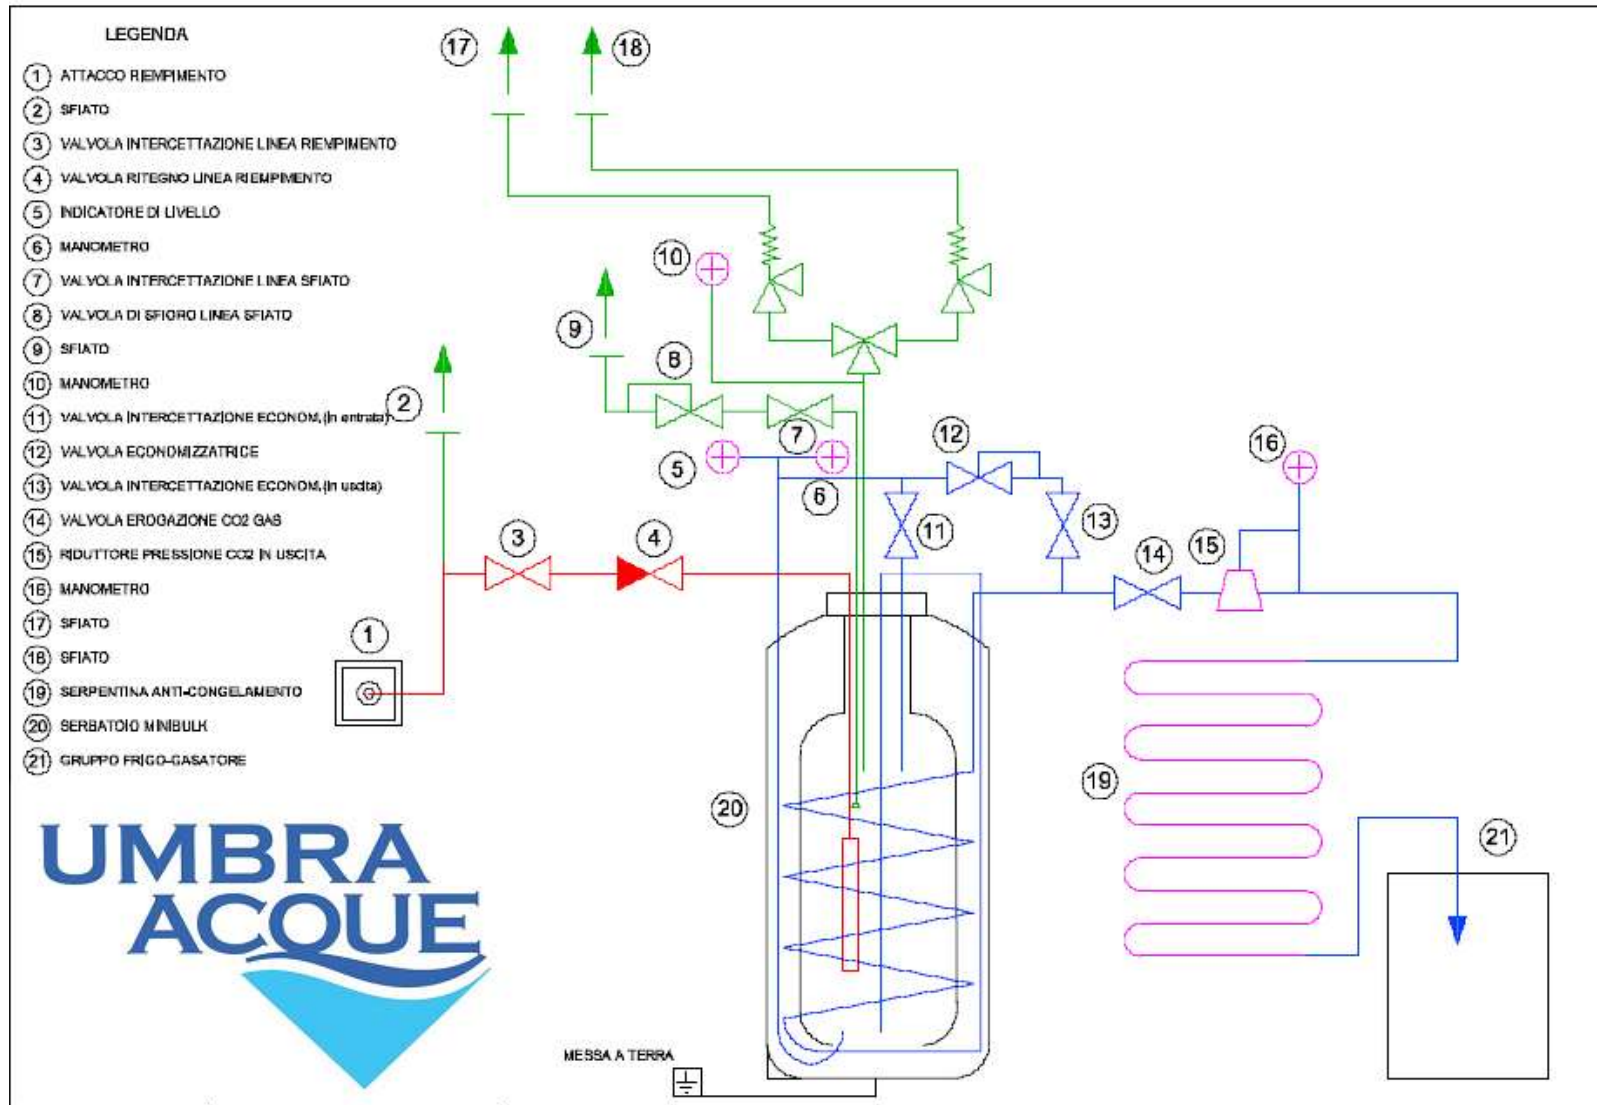 LEGENDA
1 ATTACCO RIEMPIMENTO
2 SFIATO
3 VALVOLA INTERCETTAZIONE LINEA RIEMPIMENTO
4 VALVOLA RITEGNO LINEA RIEMPIMENTO
5 INDICATORE DI LIVELLO
6 MANOMETRO
7 VALVOLA INTERCETTAZIONE LINEA SFIATO
8 VALVOLA DI SFIORO LINEA SFIATO
9 SFIATO
10 MANOMETRO
11 VALVOLA INTERCETTAZIONE ECONOM.(in entrata)
12 VALVOLA ECONOMIZZATRICE
13 VALVOLA INTERCETTAZIONE ECONOM.(in uscita)
14 VALVOLA EROGAZIONE CO2 GAS
15 RIDUTTORE PRESSIONE CO2 IN USCITA
16 MANOMETRO
17 SFIATO
18 SFIATO
19 SERPENTINA ANTI-CONGELAMENTO
20 SERBATOIO MINIBULK
21 GRUPPO FRIGO-GASATORE
UMBRA
ACQUE
17
18
10
9
8
2
7
12
5
16
6
11
13
3
4
14
15
1
19
20
21
MESSA A TERRA